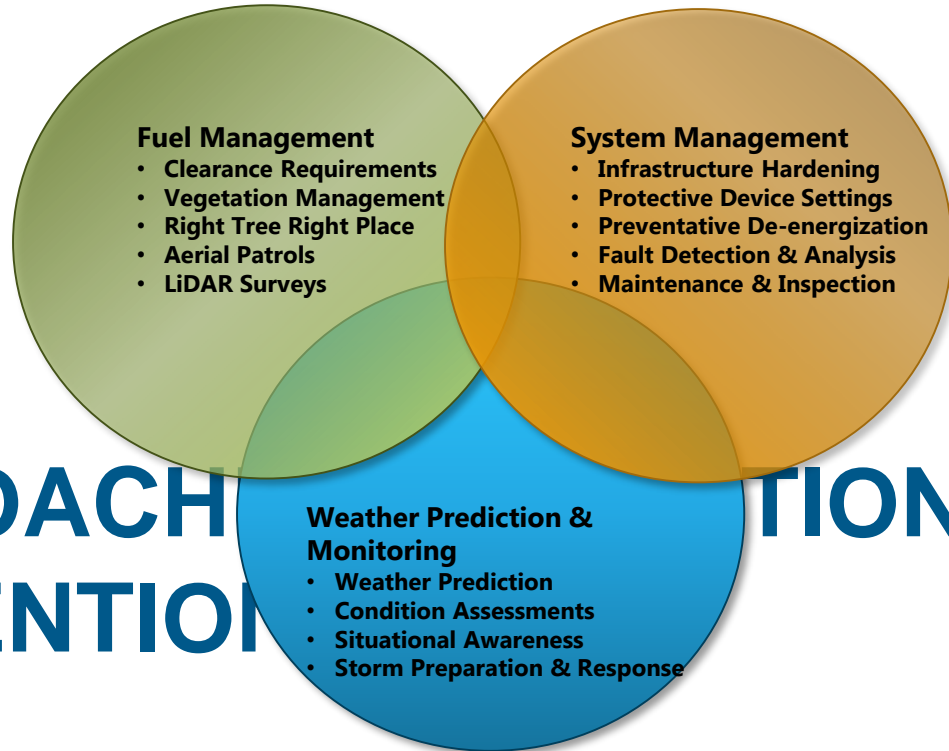 Fuel Management
• Clearance Requirements
• Vegetation Management
• Right Tree Right Place
• Aerial Patrols
• LiDAR Surveys
System Management
• Infrastructure Hardening
• Protective Device Settings
• Preventative De-energization
• Fault Detection & Analysis
• Maintenance & Inspection
OACH TION
ENTION
Weather Prediction &
Monitoring
• Weather Prediction
• Condition Assessments
• Situational Awareness
• Storm Preparation & Response